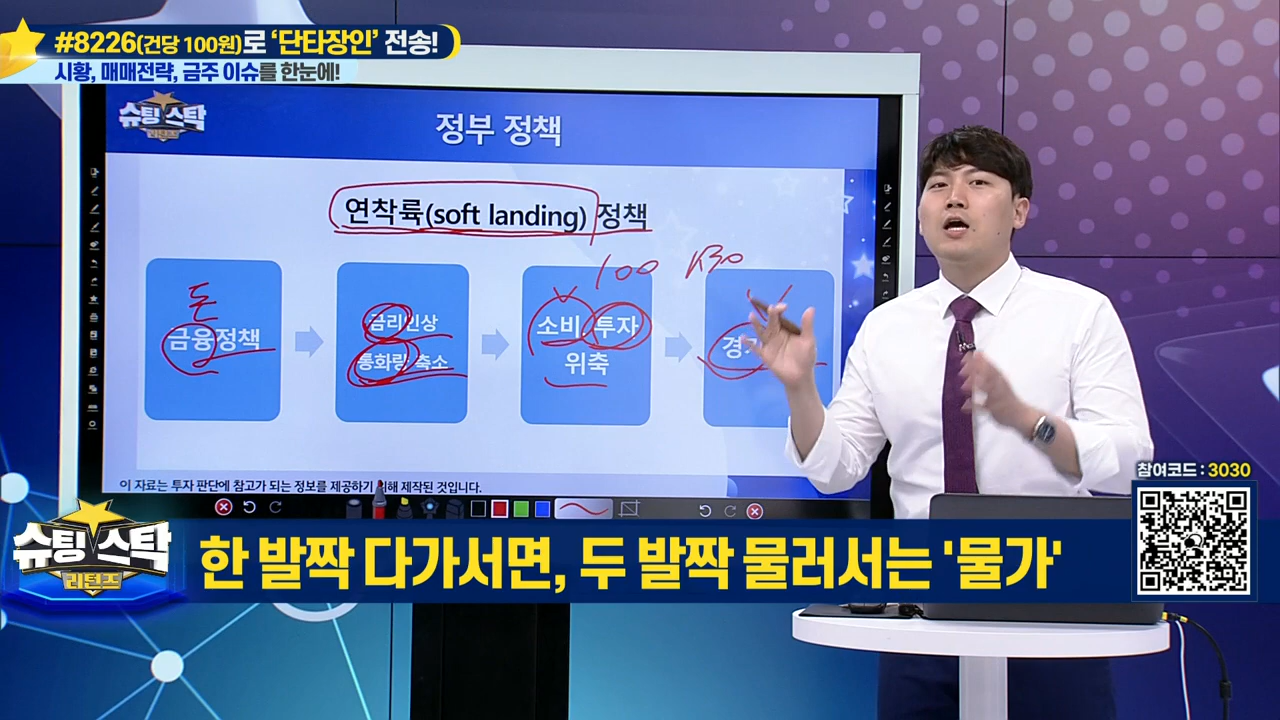 #8226(건당 100원)로 '단타장인' 전송!
시황, 매매전략, 금주 이슈를 한눈에!
슈팅 스탁
리턴즈
정부 정책
연착륙(soft landing) 정책
100
130
돈
금융정책
금리인상
통화량 축소
소비 투자
위축
경
이 자료는 투자 판단에 참고가 되는 정보를 제공하기 위해 제작된 것입니다.
참여코드 : 3030
슈팅 스탁
리턴즈
한 발짝 다가서면, 두 발짝 물러서는 '물가'